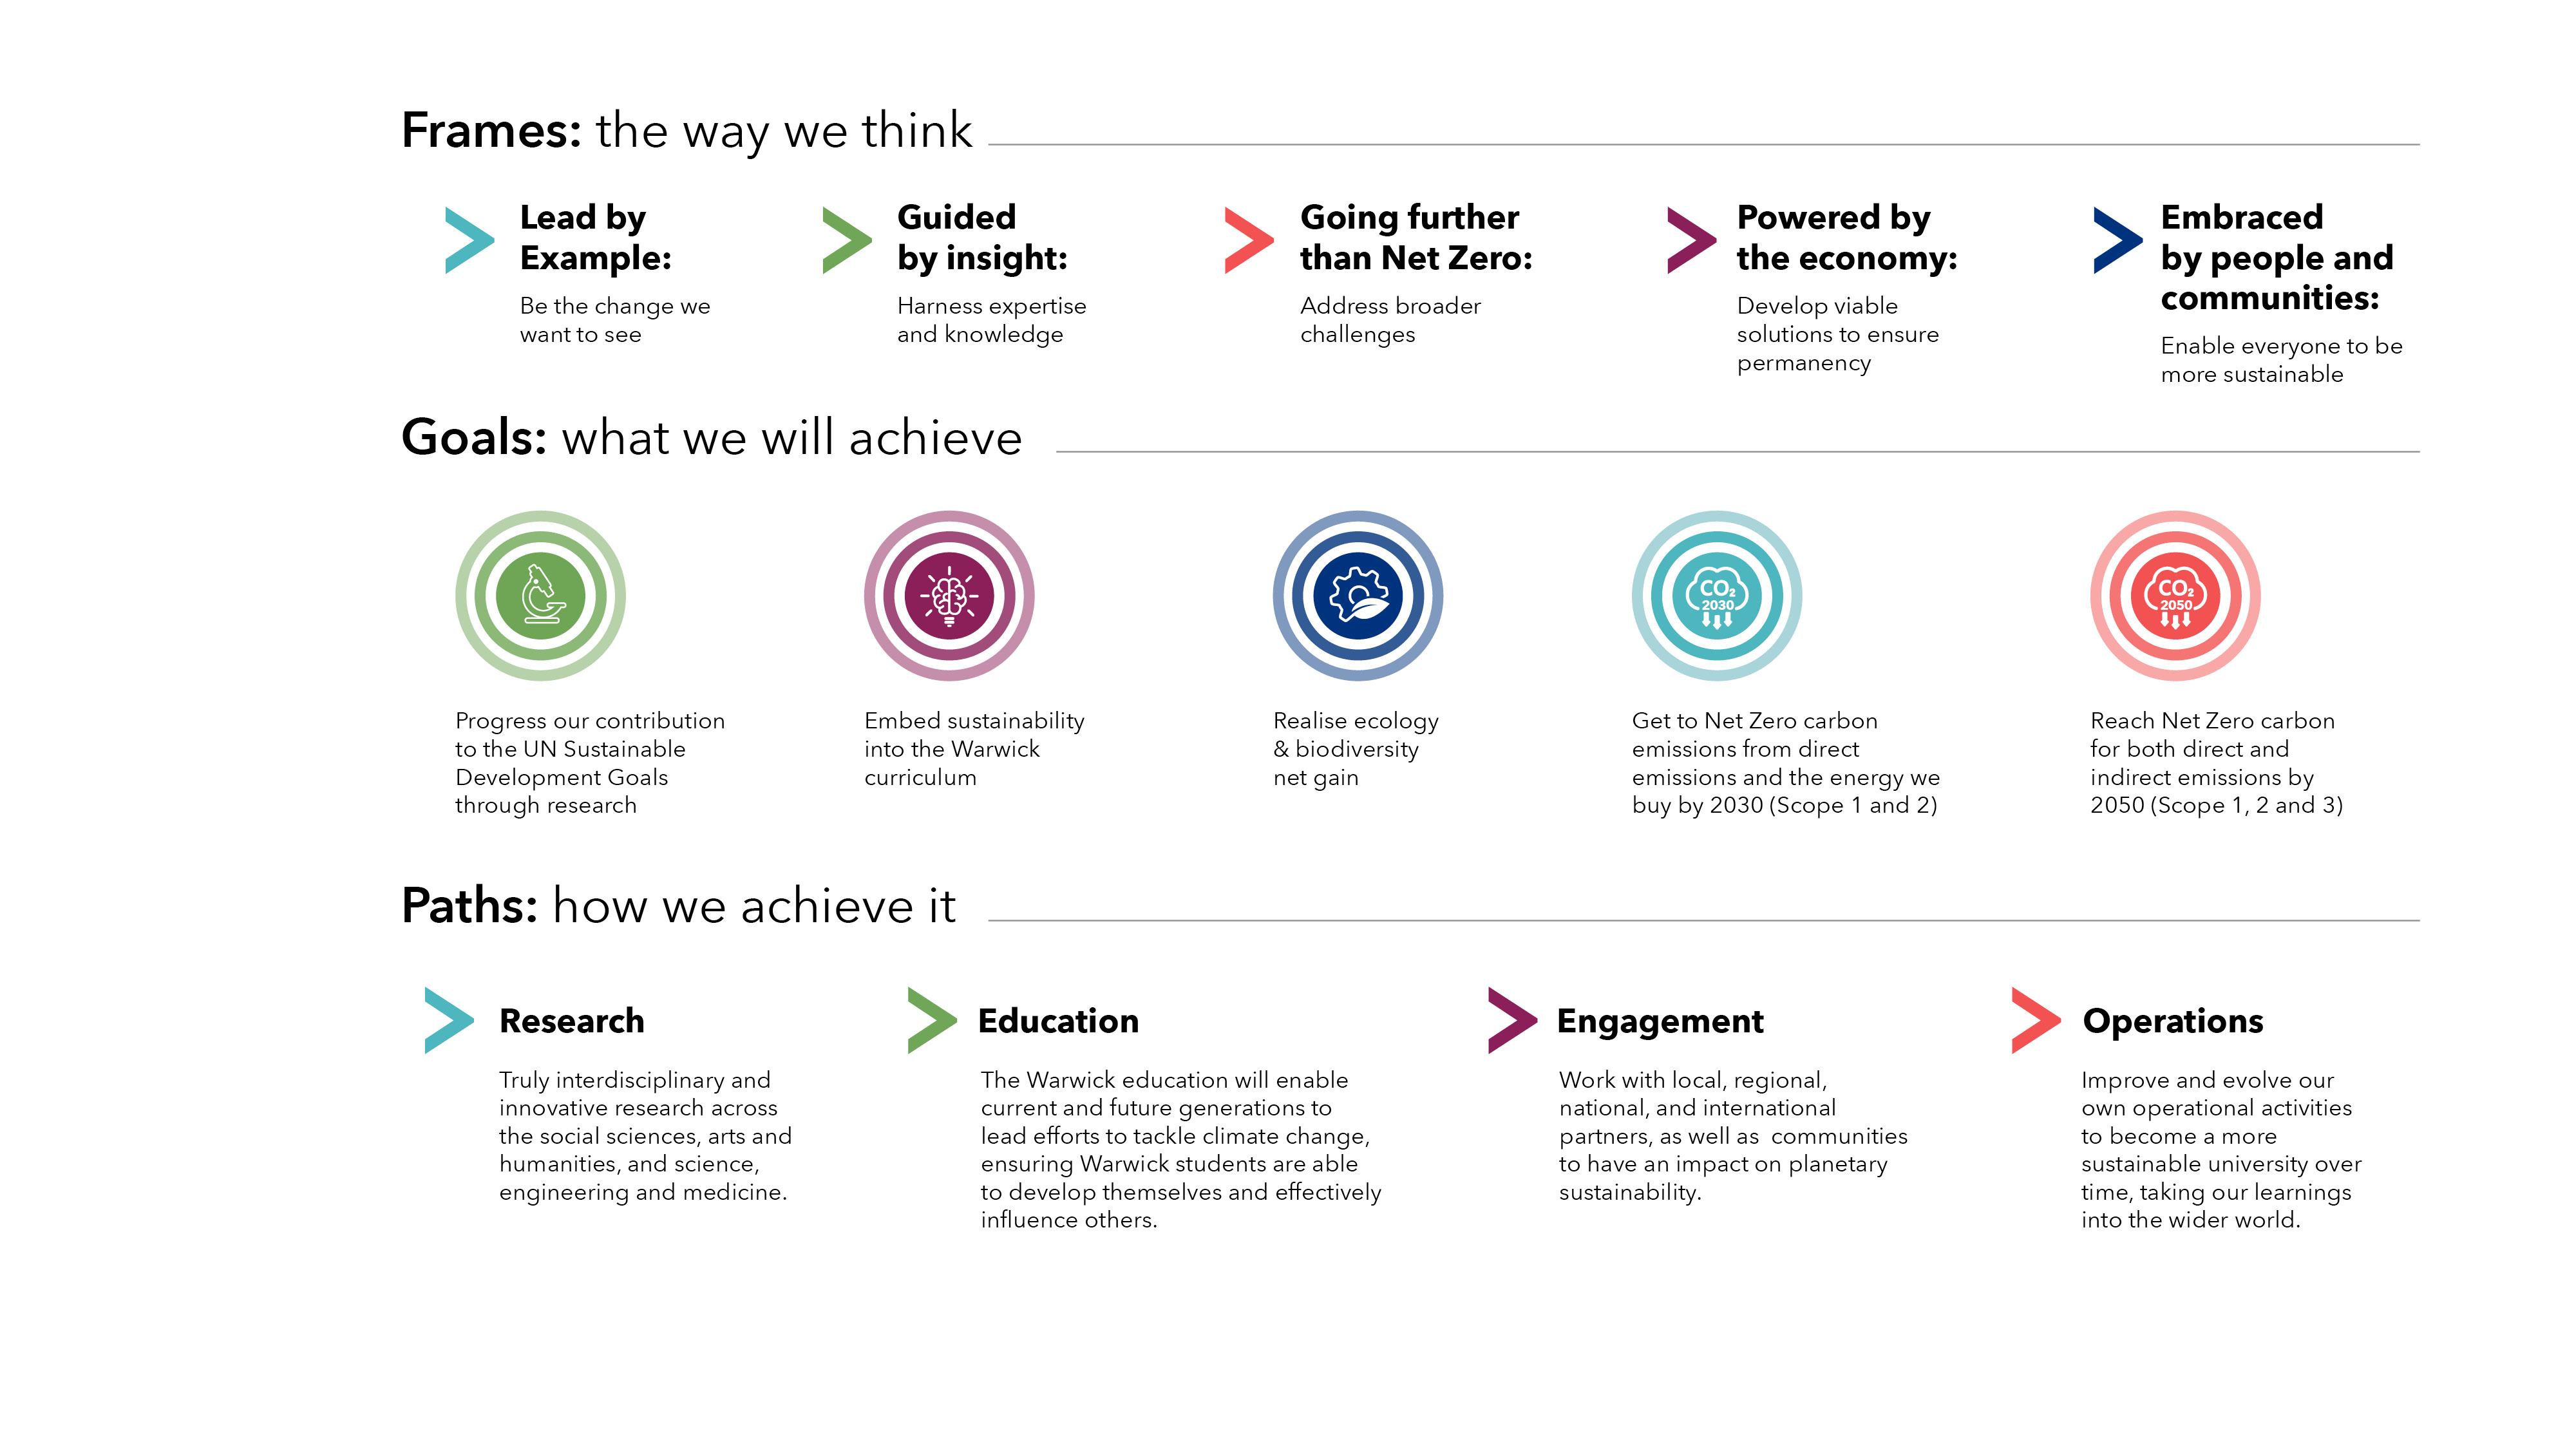 Frames: the way we think
Lead by
Example:
Be the change we
want to see
Guided
by insight:
Harness expertise
and knowledge
Going further
than Net Zero:
Address broader
challenges
Powered by
the economy:
Develop viable
solutions to ensure
permanency
Embraced
by people and
communities:
Enable everyone to be
more sustainable
Goals: what we will achieve
CO₂
2030
CO₂
2050
Progress our contribution
to the UN Sustainable
Development Goals
through research
Embed sustainability
into the Warwick
curriculum
Realise ecology
& biodiversity
net gain
Get to Net Zero carbon
emissions from direct
emissions and the energy we
buy by 2030 (Scope 1 and 2)
Reach Net Zero carbon
for both direct and
indirect emissions by
2050 (Scope 1, 2 and 3)
Paths: how we achieve it
Research
Truly interdisciplinary and
innovative research across
the social sciences, arts and
humanities, and science,
engineering and medicine.
Education
The Warwick education will enable
current and future generations to
lead efforts to tackle climate change,
ensuring Warwick students are able
to develop themselves and effectively
influence others.
Engagement
Work with local, regional,
national, and international
partners, as well as  communities
to have an impact on planetary
sustainability.
Operations
Improve and evolve our
own operational activities
to become a more
sustainable university over
time, taking our learnings
into the wider world.